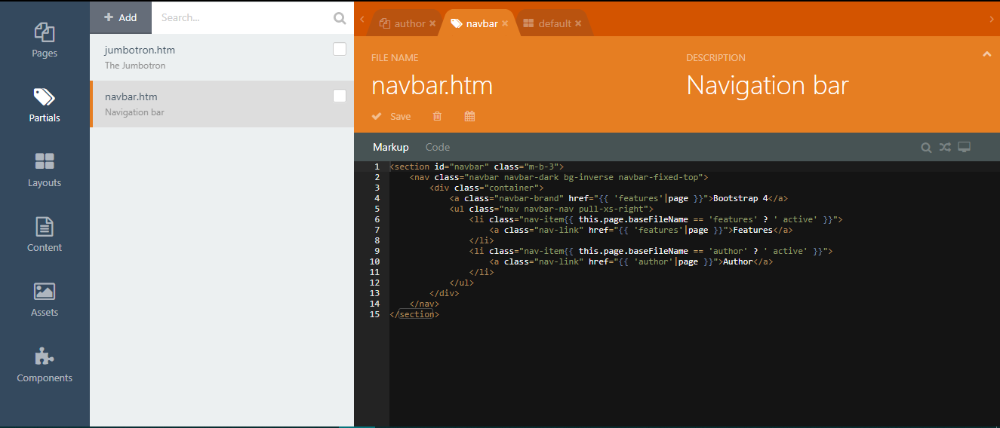 Pages
Partials
Layouts
Content
Assets
Components
Add
Search...
jumbotron.htm
The Jumbotron
navbar.htm
Navigation bar
author navbar default
FILE NAME
navbar.htm
DESCRIPTION
Navigation bar
Save
Markup Code
1 <section id="navbar" class="m-b-3">
2     <nav class="navbar navbar-dark bg-inverse navbar-fixed-top">
3         <div class="container">
4             <a class="navbar-brand" href="{{ 'features'|page }}">Bootstrap 4</a>
5             <ul class="nav navbar-nav pull-xs-right">
6                 <li class="nav-item{{ this.page.baseFileName == 'features' ? ' active' }}">
7                     <a class="nav-link" href="{{ 'features'|page }}">Features</a>
8                 </li>
9                 <li class="nav-item{{ this.page.baseFileName == 'author' ? ' active' }}">
10                     <a class="nav-link" href="{{ 'author'|page }}">Author</a>
11                 </li>
12             </ul>
13         </div>
14     </nav>
15 </section>